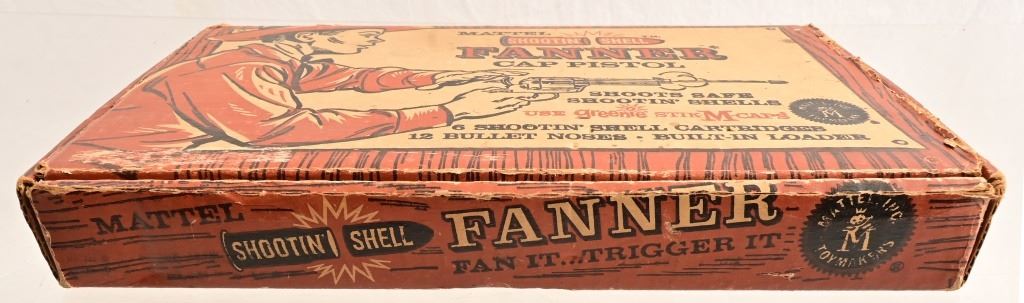 MATTEL
SHOOTIN' SHELL
FANNER
CAP PISTOL
SHOOTS SAFE
SHOOTIN' SHELLS
USE greenie STIK M CAPS
6 SHOOTIN' SHELL CARTRIDGES
12 BULLET NOSES · BUILT-IN LOADER
MATTEL
SHOOTIN' SHELL
FANNER
FAN IT...TRIGGER IT
MATTEL, INC.
M
TOYMAKERS
®